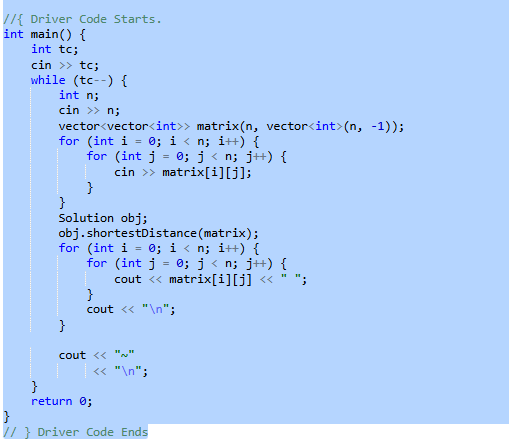 //{ Driver Code Starts.
int main() {
    int tc;
    cin >> tc;
    while (tc--) {
        int n;
        cin >> n;
        vector<vector<int>> matrix(n, vector<int>(n, -1));
        for (int i = 0; i < n; i++) {
            for (int j = 0; j < n; j++) {
                cin >> matrix[i][j];
            }
        }
        Solution obj;
        obj.shortestDistance(matrix);
        for (int i = 0; i < n; i++) {
            for (int j = 0; j < n; j++) {
                cout << matrix[i][j] << " ";
            }
            cout << "\n";
        }

        cout << "~"
             << "\n";
    }
    return 0;
}
// } Driver Code Ends